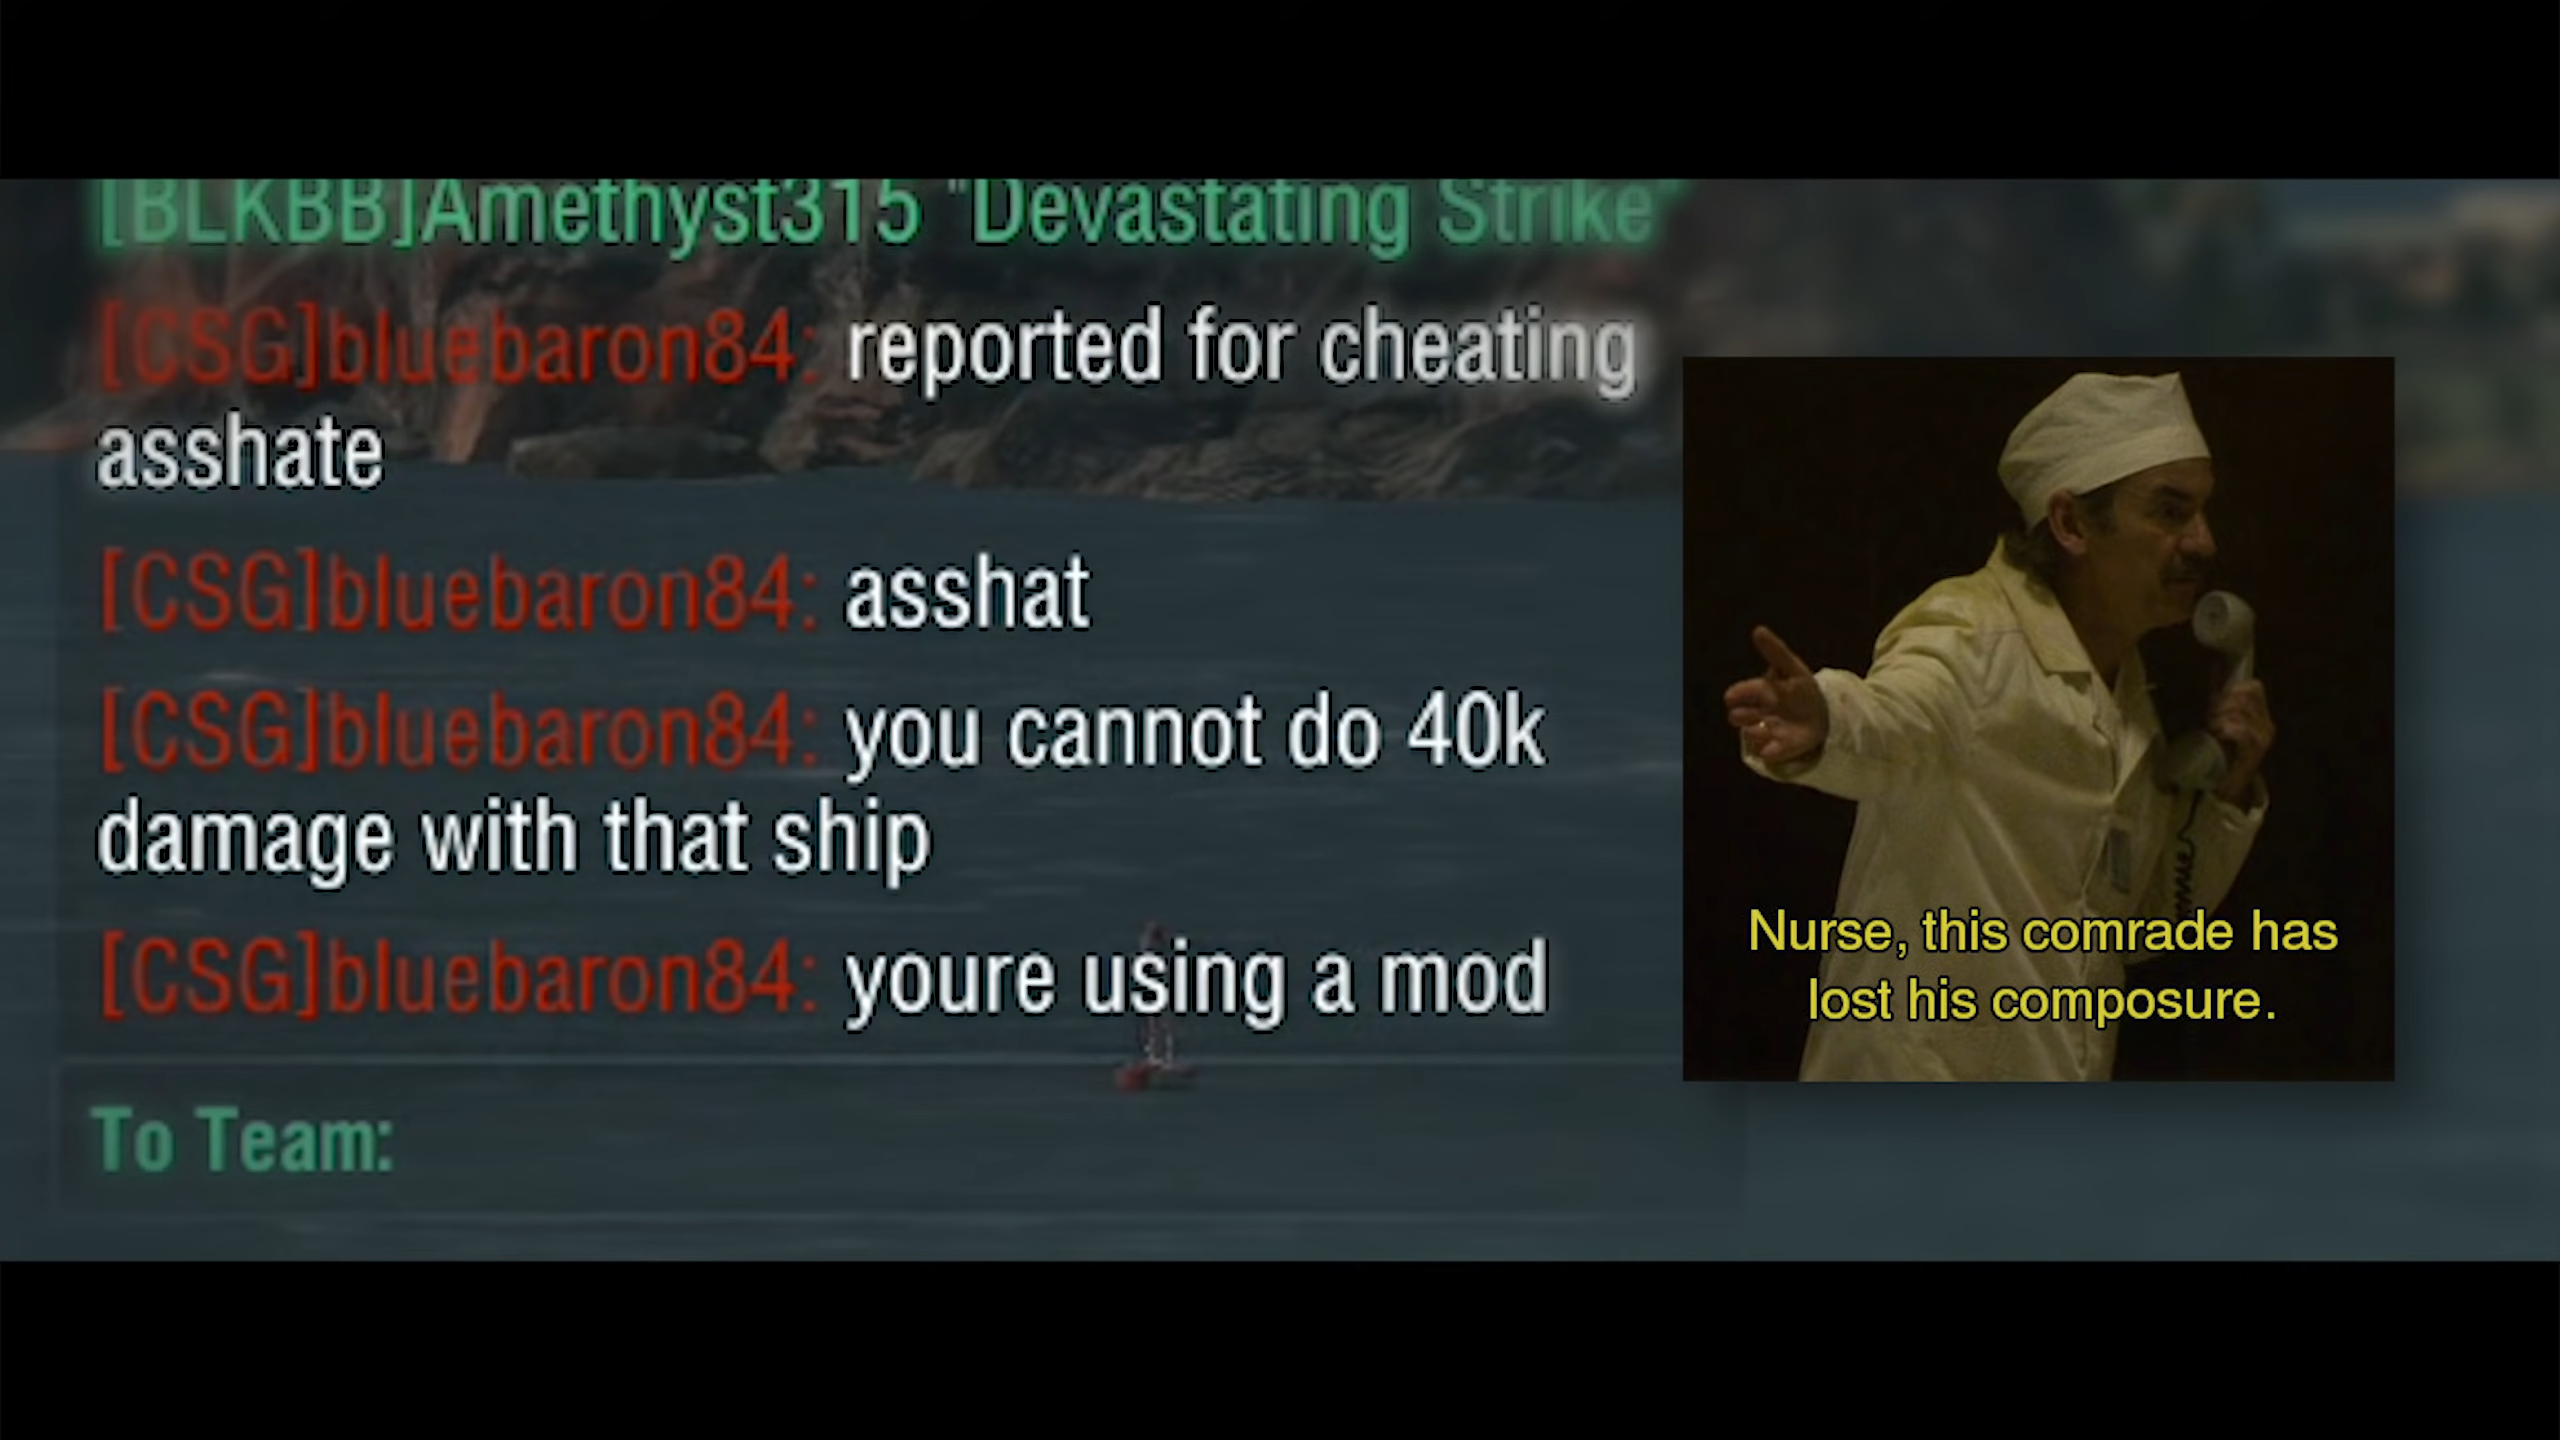 [BLKBB]Amethyst315 "Devastating Strike"
[CSG]bluebaron84: reported for cheating
asshate
[CSG]bluebaron84: asshat
[CSG]bluebaron84: you cannot do 40k
damage with that ship
[CSG]bluebaron84: youre using a mod
To Team:
Nurse, this comrade has
lost his composure.